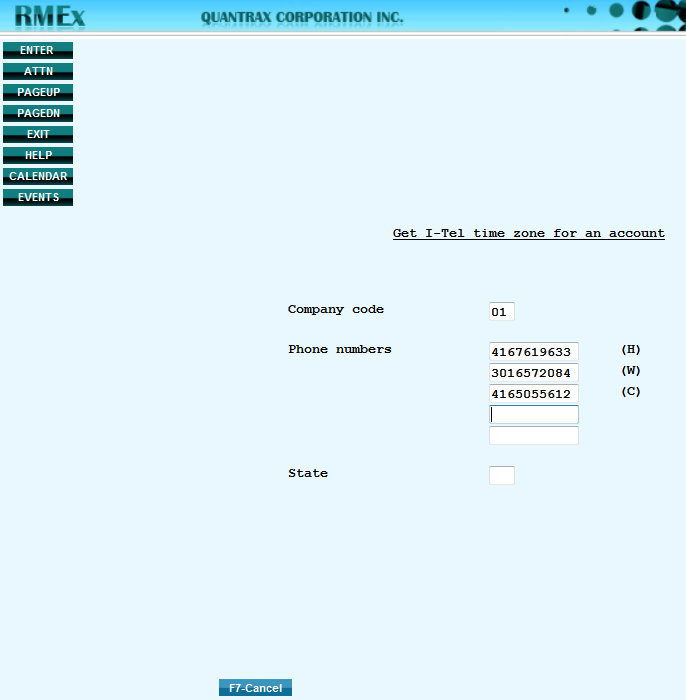 RMEx QUANTRAX CORPORATION INC.
ENTER
ATTN
PAGEUP
PAGEDN
EXIT
HELP
CALENDAR
EVENTS
Get I-Tel time zone for an account
Company code 01
Phone numbers 4167619633 (H)
3016572084 (W)
4165055612 (C)
State
F7-Cancel